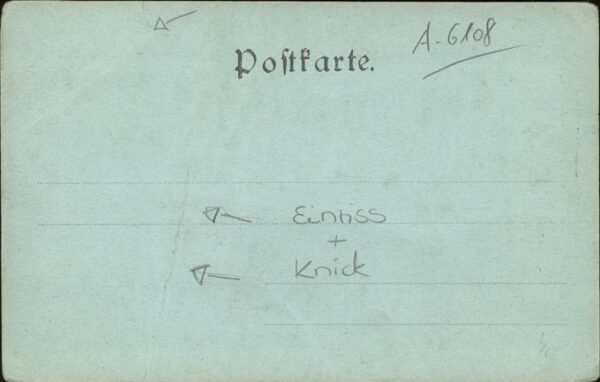 A-6108
Postkarte.
Einriss
+
Knick